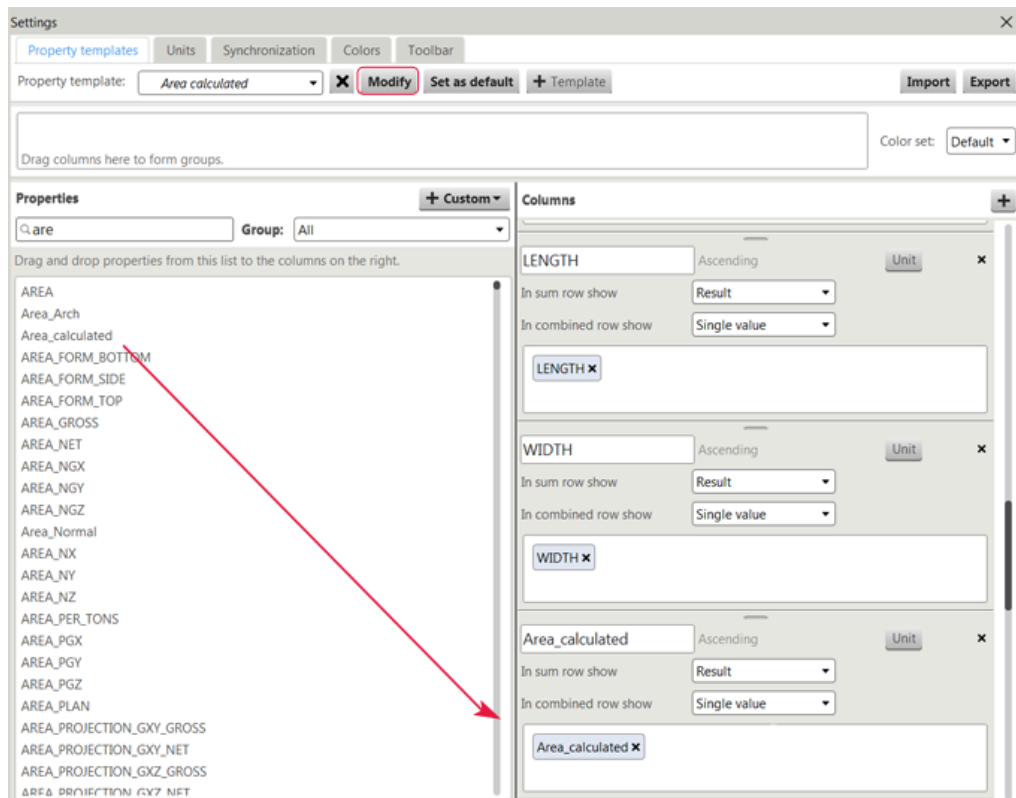 Settings
Property templates Units Synchronization Colors Toolbar
Property template: Area calculated Modify Set as default + Template Import Export
Drag columns here to form groups.
Color set: Default
Properties + Custom
are Group: All
Drag and drop properties from this list to the columns on the right.
AREA
Area_Arch
Area_calculated
AREA_FORM_BOTTOM
AREA_FORM_SIDE
AREA_FORM_TOP
AREA_GROSS
AREA_NET
AREA_NGX
AREA_NGY
AREA_NGZ
Area_Normal
AREA_NX
AREA_NY
AREA_NZ
AREA_PER_TONS
AREA_PGX
AREA_PGY
AREA_PGZ
AREA_PLAN
AREA_PROJECTION_GXY_GROSS
AREA_PROJECTION_GXY_NET
AREA_PROJECTION_GXZ_GROSS
AREA_PROJECTION_GXZ_NET
Columns +
LENGTH Ascending Unit
In sum row show Result
In combined row show Single value
LENGTH
WIDTH Ascending Unit
In sum row show Result
In combined row show Single value
WIDTH
Area_calculated Ascending Unit
In sum row show Result
In combined row show Single value
Area_calculated